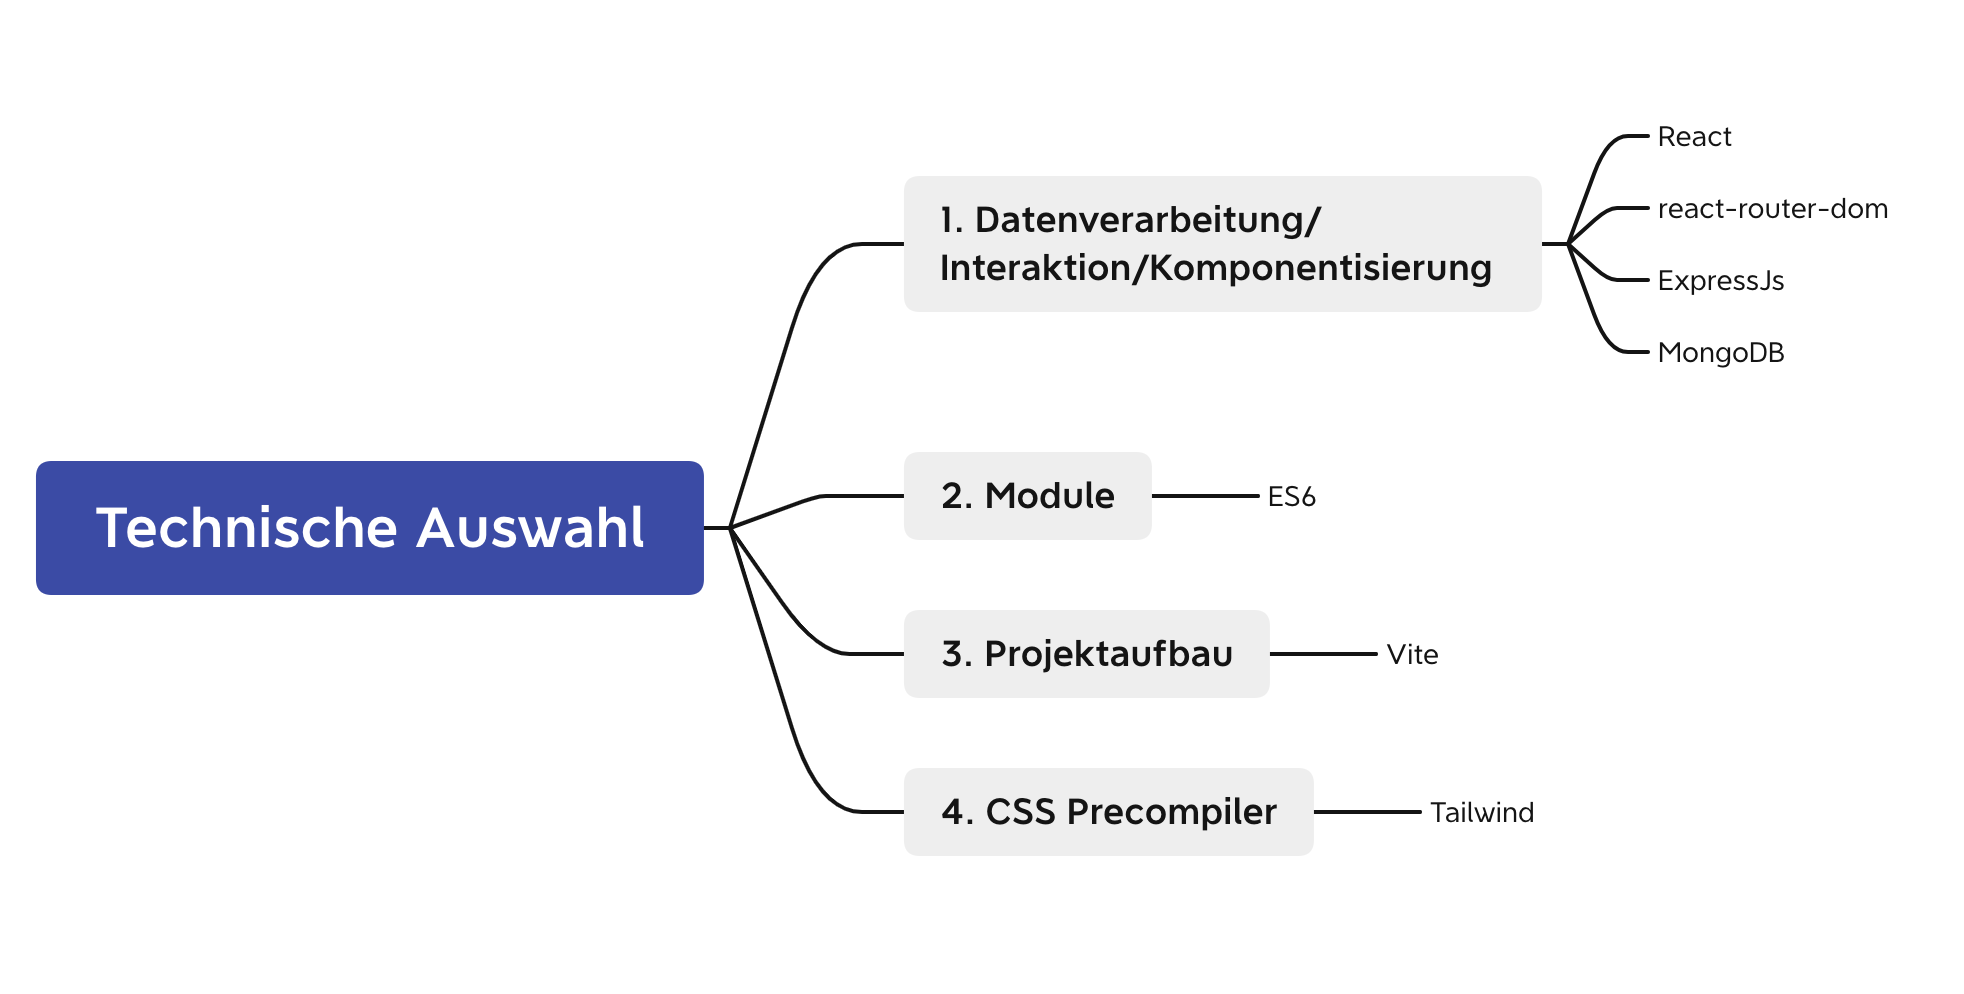 Technische Auswahl
1. Datenverarbeitung/
Interaktion/Komponentisierung
React
react-router-dom
ExpressJs
MongoDB
2. Module
ES6
3. Projektaufbau
Vite
4. CSS Precompiler
Tailwind